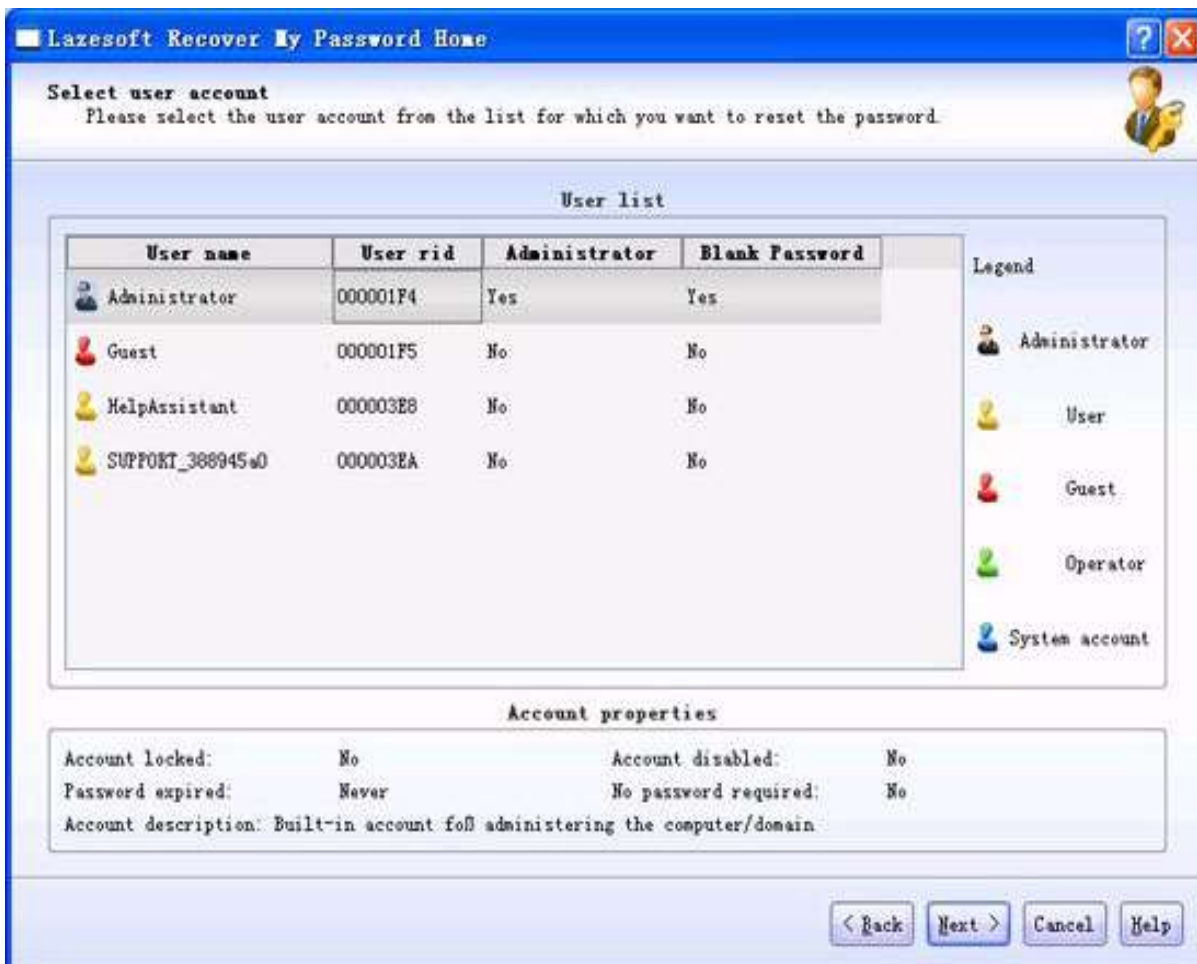 Lazesoft Recover My Password Home
Select user account
Please select the user account from the list for which you want to reset the password.
User list
User name User rid Administrator Blank Password
Administrator 000001F4 Yes Yes
Guest 000001F5 No No
HelpAssistant 000003E8 No No
SUPPORT_388945a0 000003EA No No
Legend
Administrator
User
Guest
Operator
System account
Account properties
Account locked: No Account disabled: No
Password expired: Never No password required: No
Account description: Built-in account foß administering the computer/domain
< Back Next > Cancel Help